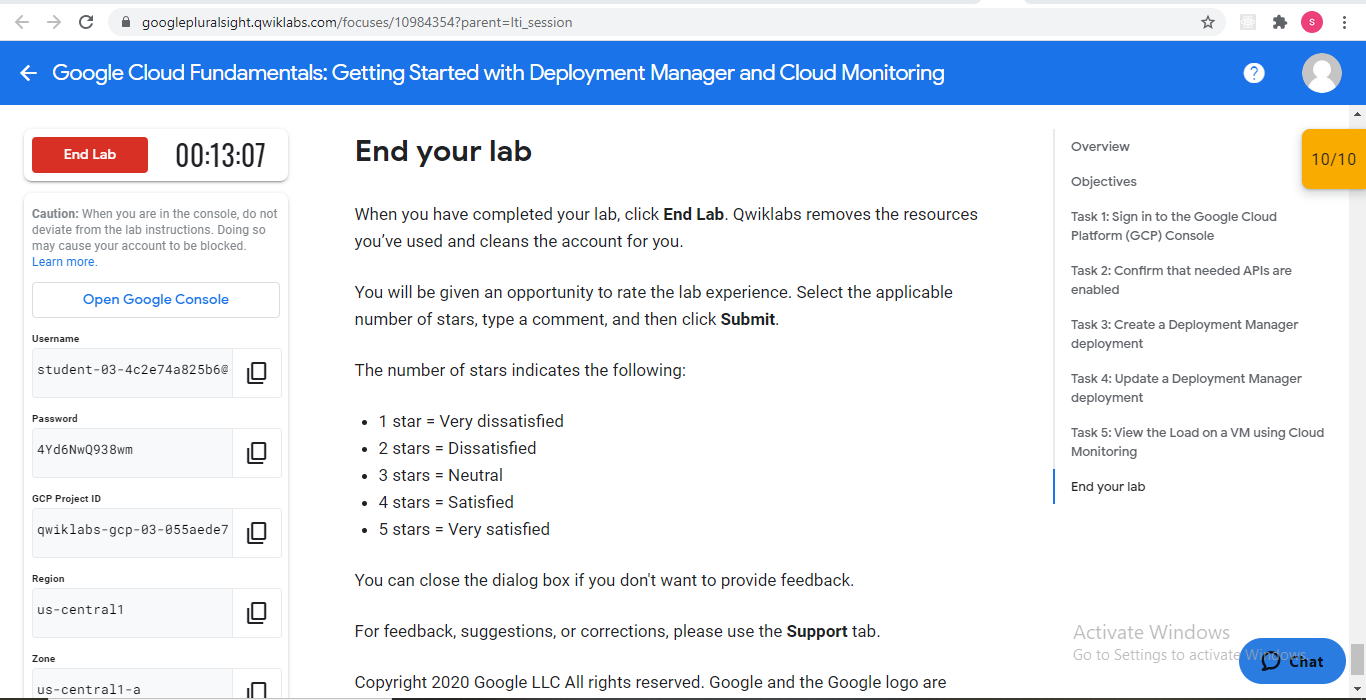 googlepluralsight.qwiklabs.com/focuses/10984354?parent=lti_session
S
Google Cloud Fundamentals: Getting Started with Deployment Manager and Cloud Monitoring
?
End Lab
00:13:07
Caution: When you are in the console, do not
deviate from the lab instructions. Doing so
may cause your account to be blocked.
Learn more.
Open Google Console
Username
student-03-4c2e74a825b6@
Password
4Yd6NwQ938wm
GCP Project ID
qwiklabs-gcp-03-055aede7
Region
us-central1
Zone
us-central1-a
End your lab
When you have completed your lab, click End Lab. Qwiklabs removes the resources
you’ve used and cleans the account for you.
You will be given an opportunity to rate the lab experience. Select the applicable
number of stars, type a comment, and then click Submit.
The number of stars indicates the following:
• 1 star = Very dissatisfied
• 2 stars = Dissatisfied
• 3 stars = Neutral
• 4 stars = Satisfied
• 5 stars = Very satisfied
You can close the dialog box if you don't want to provide feedback.
For feedback, suggestions, or corrections, please use the Support tab.
Copyright 2020 Google LLC All rights reserved. Google and the Google logo are
Overview
Objectives
Task 1: Sign in to the Google Cloud
Platform (GCP) Console
Task 2: Confirm that needed APIs are
enabled
Task 3: Create a Deployment Manager
deployment
Task 4: Update a Deployment Manager
deployment
Task 5: View the Load on a VM using Cloud
Monitoring
End your lab
10/10
Activate Windows
Go to Settings to activate Windows.
Chat